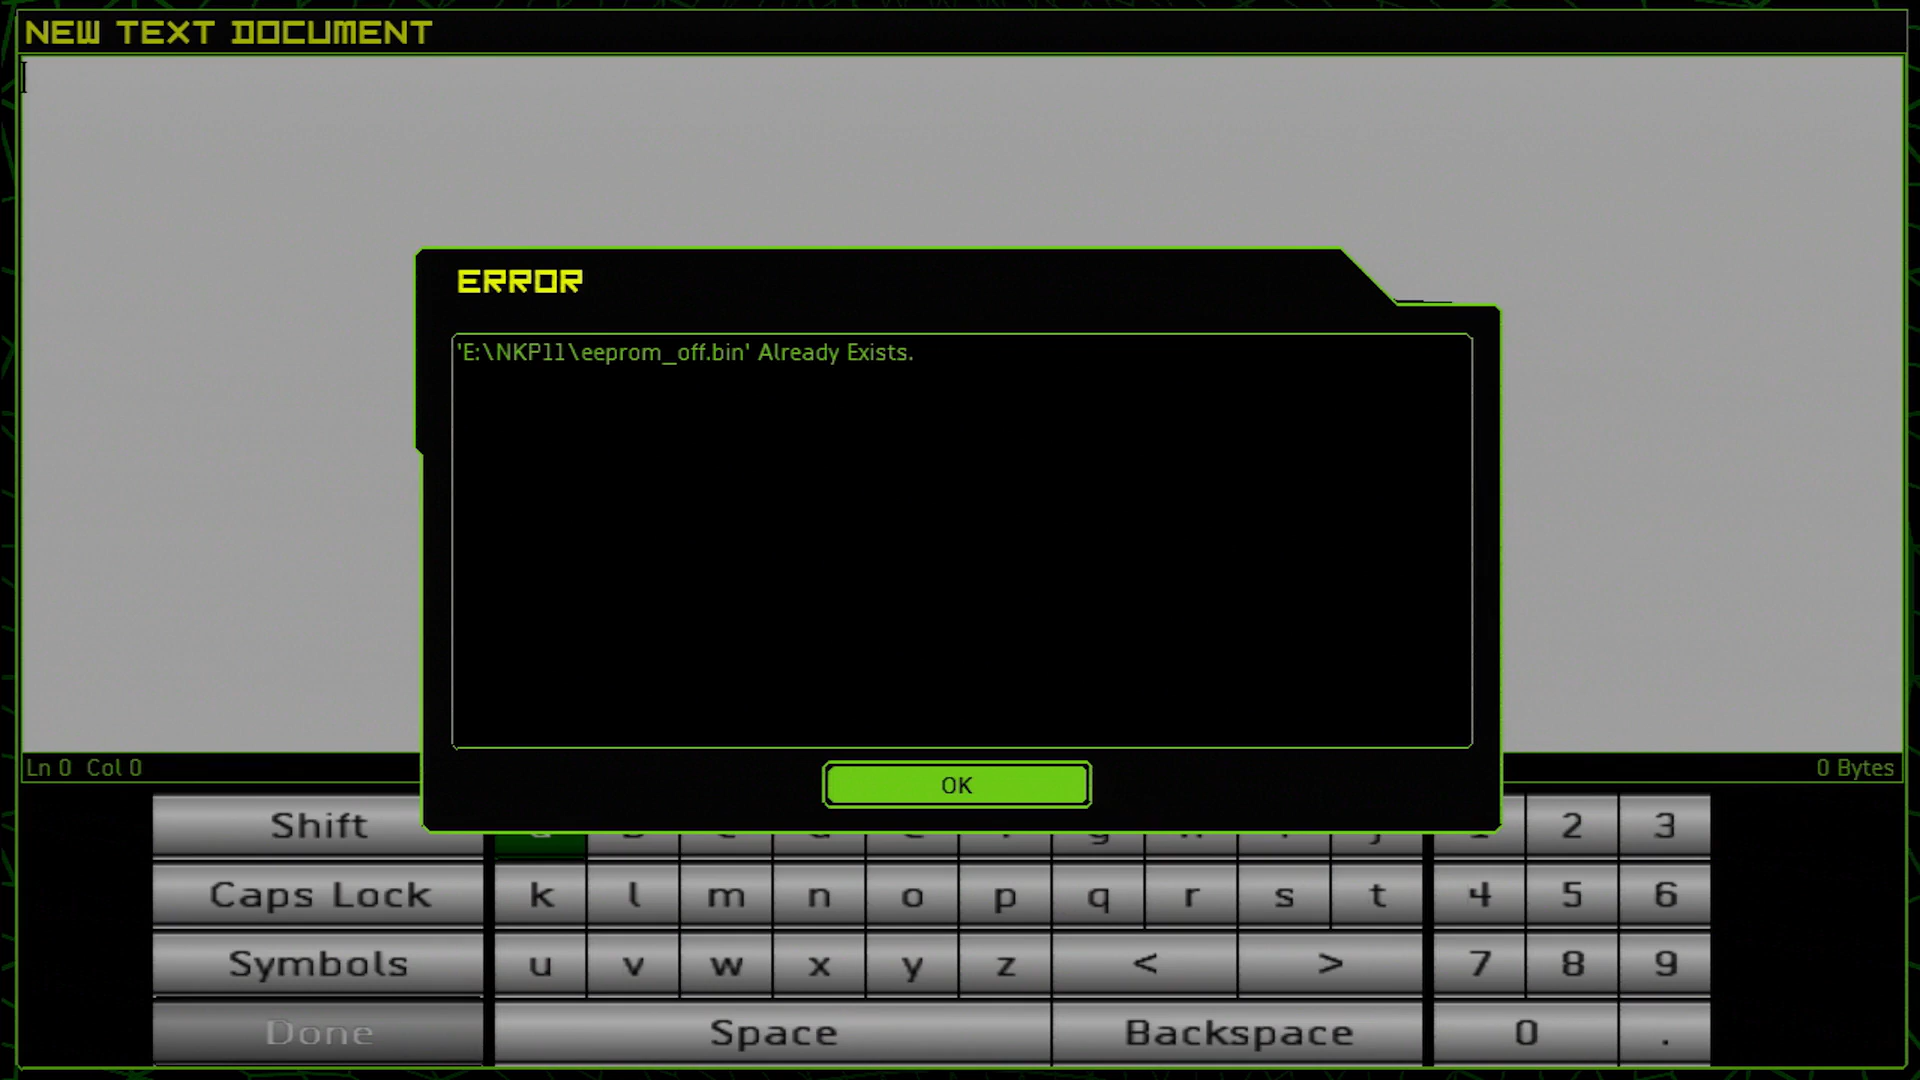 NEW TEXT DOCUMENT
ERROR
'E:\NKP11\eeprom_off.bin' Already Exists.
OK
Ln 0 Col 0
0 Bytes
Shift
2 3
Caps Lock k l m n o p q r s t 4 5 6
Symbols u v w x y z < > 7 8 9
Done Space Backspace 0 .